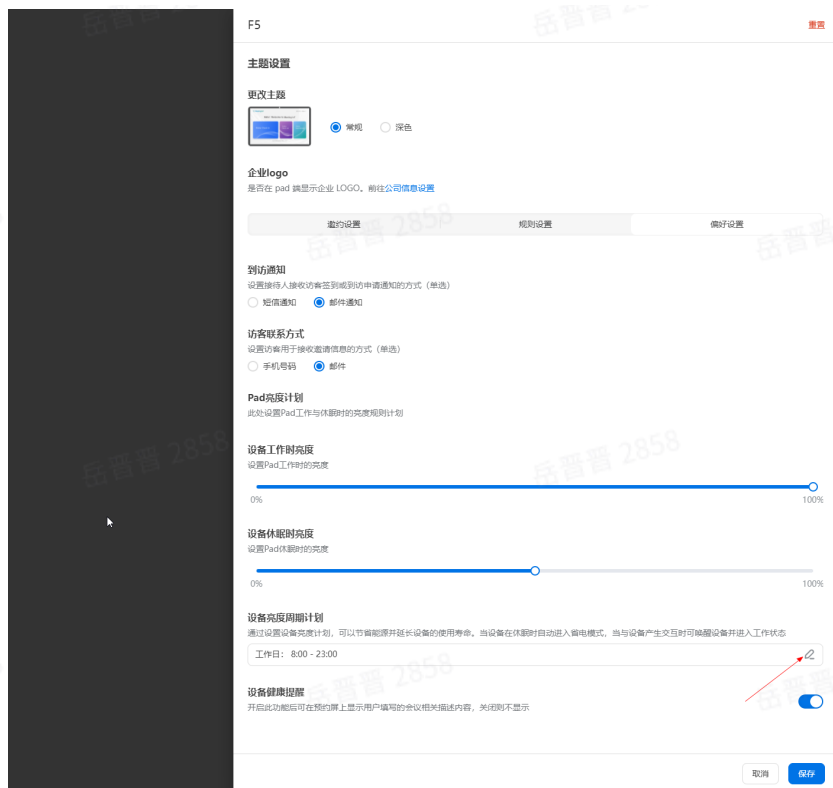 F5
重置
主题设置
更改主题
常规
深色
企业logo
是否在 pad 端显示企业 LOGO。前往公司信息设置
邀约设置
规则设置
偏好设置
到访通知
设置接待人接收访客签到或到访申请通知的方式（单选）
短信通知
邮件通知
访客联系方式
设置访客用于接收邀请信息的方式（单选）
手机号码
邮件
Pad亮度计划
此处设置Pad工作与休眠时的亮度规则计划
设备工作时亮度
设置Pad工作时的亮度
0%
100%
设备休眠时亮度
设置Pad休眠时的亮度
0%
100%
设备亮度周期计划
通过设置设备亮度计划，可以节省能源并延长设备的使用寿命。当设备在休眠时自动进入省电模式，当与设备产生交互时可唤醒设备并进入工作状态
工作日： 8:00 - 23:00
设备健康提醒
开启此功能后可在预约屏上显示用户填写的会议相关描述内容，关闭则不显示
取消
保存
岳晋晋 2858